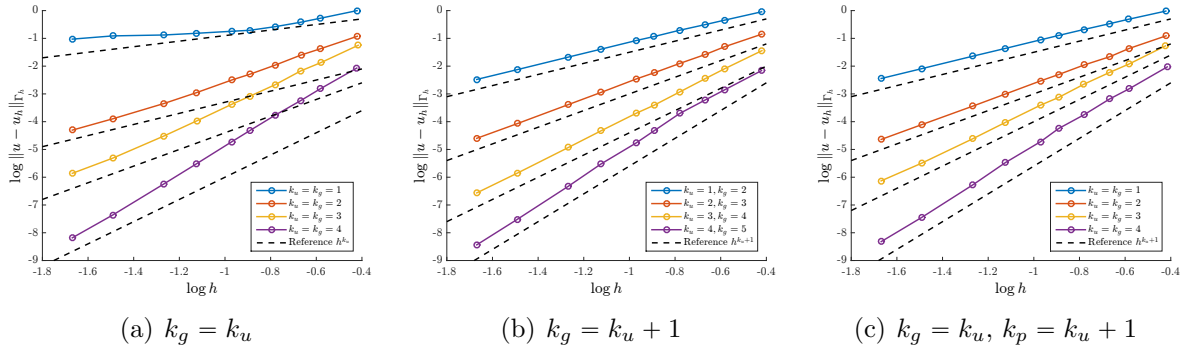 0
-1
-2
-3
-4
-5
-6
-7
-8
-9
log ‖u − u_h‖_{Γ_h}
k_u = k_g = 1
k_u = k_g = 2
k_u = k_g = 3
k_u = k_g = 4
Reference h^{k_u}
-1.8 -1.6 -1.4 -1.2 -1 -0.8 -0.6 -0.4
log h
(a) k_g = k_u
0
-1
-2
-3
-4
-5
-6
-7
-8
-9
log ‖u − u_h‖_{Γ_h}
k_u = 1, k_g = 2
k_u = 2, k_g = 3
k_u = 3, k_g = 4
k_u = 4, k_g = 5
Reference h^{k_u+1}
-1.8 -1.6 -1.4 -1.2 -1 -0.8 -0.6 -0.4
log h
(b) k_g = k_u + 1
0
-1
-2
-3
-4
-5
-6
-7
-8
-9
log ‖u − u_h‖_{Γ_h}
k_u = k_g = 1
k_u = k_g = 2
k_u = k_g = 3
k_u = k_g = 4
Reference h^{k_u+1}
-1.8 -1.6 -1.4 -1.2 -1 -0.8 -0.6 -0.4
log h
(c) k_g = k_u, k_p = k_u + 1